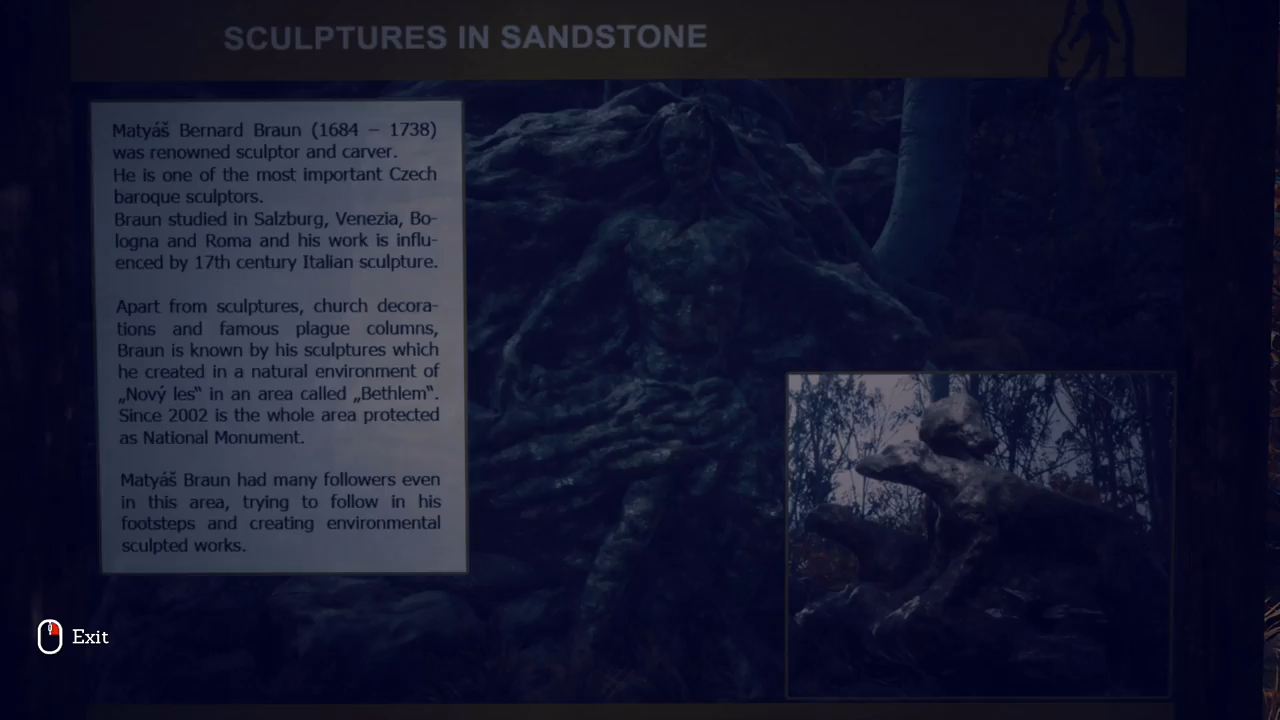 SCULPTURES IN SANDSTONE
Matyáš Bernard Braun (1684 – 1738)
was renowned sculptor and carver.
He is one of the most important Czech
baroque sculptors.
Braun studied in Salzburg, Venezia, Bo-
logna and Roma and his work is influ-
enced by 17th century Italian sculpture.
Apart from sculptures, church decora-
tions and famous plague columns,
Braun is known by his sculptures which
he created in a natural environment of
„Nový les“ in an area called „Bethlem“.
Since 2002 is the whole area protected
as National Monument.
Matyáš Braun had many followers even
in this area, trying to follow in his
footsteps and creating environmental
sculpted works.
Exit